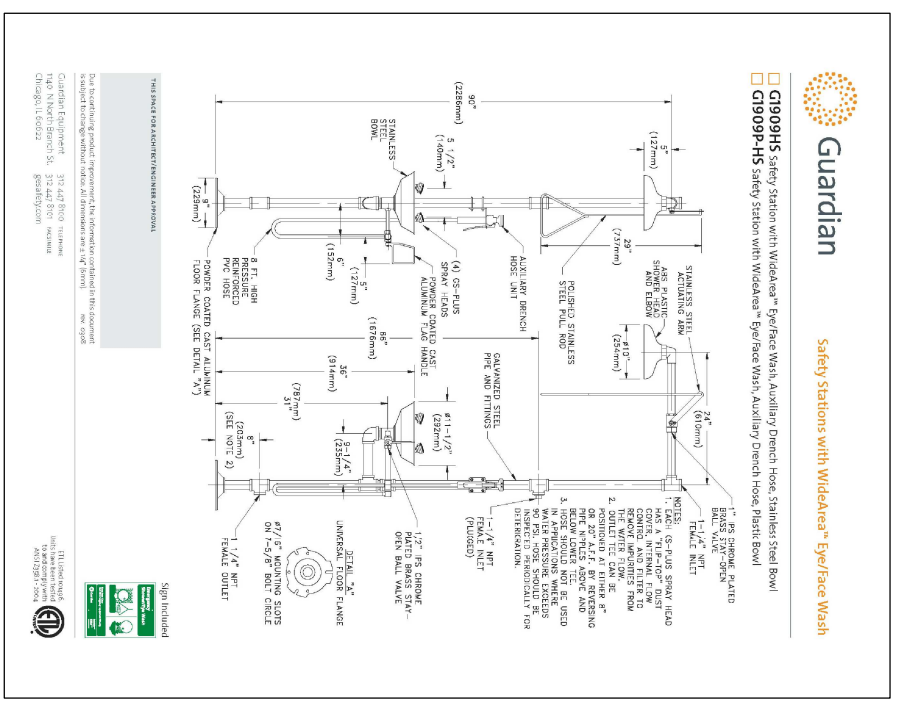 Guardian
Safety Stations with WideArea™ Eye/Face Wash
G1909HS Safety Station with WideArea™ Eye/Face Wash, Auxiliary Drench Hose, Stainless Steel Bowl
G1909P-HS Safety Station with WideArea™ Eye/Face Wash, Auxiliary Drench Hose, Plastic Bowl
90"
(2286mm)
5"
(127mm)
STAINLESS
STEEL
BOWL
5 1/2"
(140mm)
29"
(737mm)
9"
(229mm)
6"
(152mm)
5"
(127mm)
8 FT. HIGH
PRESSURE
REINFORCED
PVC HOSE
POWDER COATED CAST ALUMINUM
FLOOR FLANGE (SEE DETAIL "A")
POWDER COATED CAST
ALUMINUM FLAG HANDLE
(4) GS-PLUS
SPRAY HEADS
AUXILIARY DRENCH
HOSE UNIT
POLISHED STAINLESS
STEEL PULL ROD
ABS PLASTIC
SHOWER HEAD
AND ELBOW
STAINLESS STEEL
ACTUATING ARM
ø10"
(254mm)
24"
(610mm)
66"
(1676mm)
36"
(914mm)
31"
(787mm)
8"
(203mm)
(SEE NOTE 2)
ø11-1/2"
(292mm)
9-1/4"
(235mm)
GALVANIZED STEEL
PIPE AND FITTINGS
1" IPS CHROME PLATED
BRASS STAY-OPEN
BALL VALVE
1-1/4" NPT
FEMALE INLET
1-1/4" NPT
FEMALE INLET
(PLUGGED)
1/2" IPS CHROME
PLATED BRASS STAY-
OPEN BALL VALVE
DETAIL "A"
UNIVERSAL FLOOR FLANGE
ø7/16" MOUNTING SLOTS
ON 7-5/8" BOLT CIRCLE
1 1/4" NPT
FEMALE OUTLET
NOTES:
1. EACH GS-PLUS SPRAY HEAD
HAS A "FLIP-TOP" DUST
COVER, INTERNAL FLOW
CONTROL AND FILTER TO
REMOVE IMPURITIES FROM
THE WATER FLOW.
2. OUTLET TEE CAN BE
POSITIONED AT EITHER 8"
OR 20" A.F.F. BY REVERSING
PIPE NIPPLES ABOVE AND
BELOW LOWER TEE.
3. HOSE SHOULD NOT BE USED
IN APPLICATIONS WHERE
WATER PRESSURE EXCEEDS
90 PSI. HOSE SHOULD BE
INSPECTED PERIODICALLY FOR
DETERIORATION.
THIS SPACE FOR ARCHITECT/ENGINEER APPROVAL
Due to continuing product improvement, the information contained in this document
is subject to change without notice. All dimensions are ± 1/4" (6mm).
Guardian Equipment
1140 N North Branch St.
Chicago, IL 60622
312 447 8100 TELEPHONE
312 447 8101 FACSIMILE
gesafety.com
Sign Included
Emergency
Eye Wash
Units have been tested
to and comply with